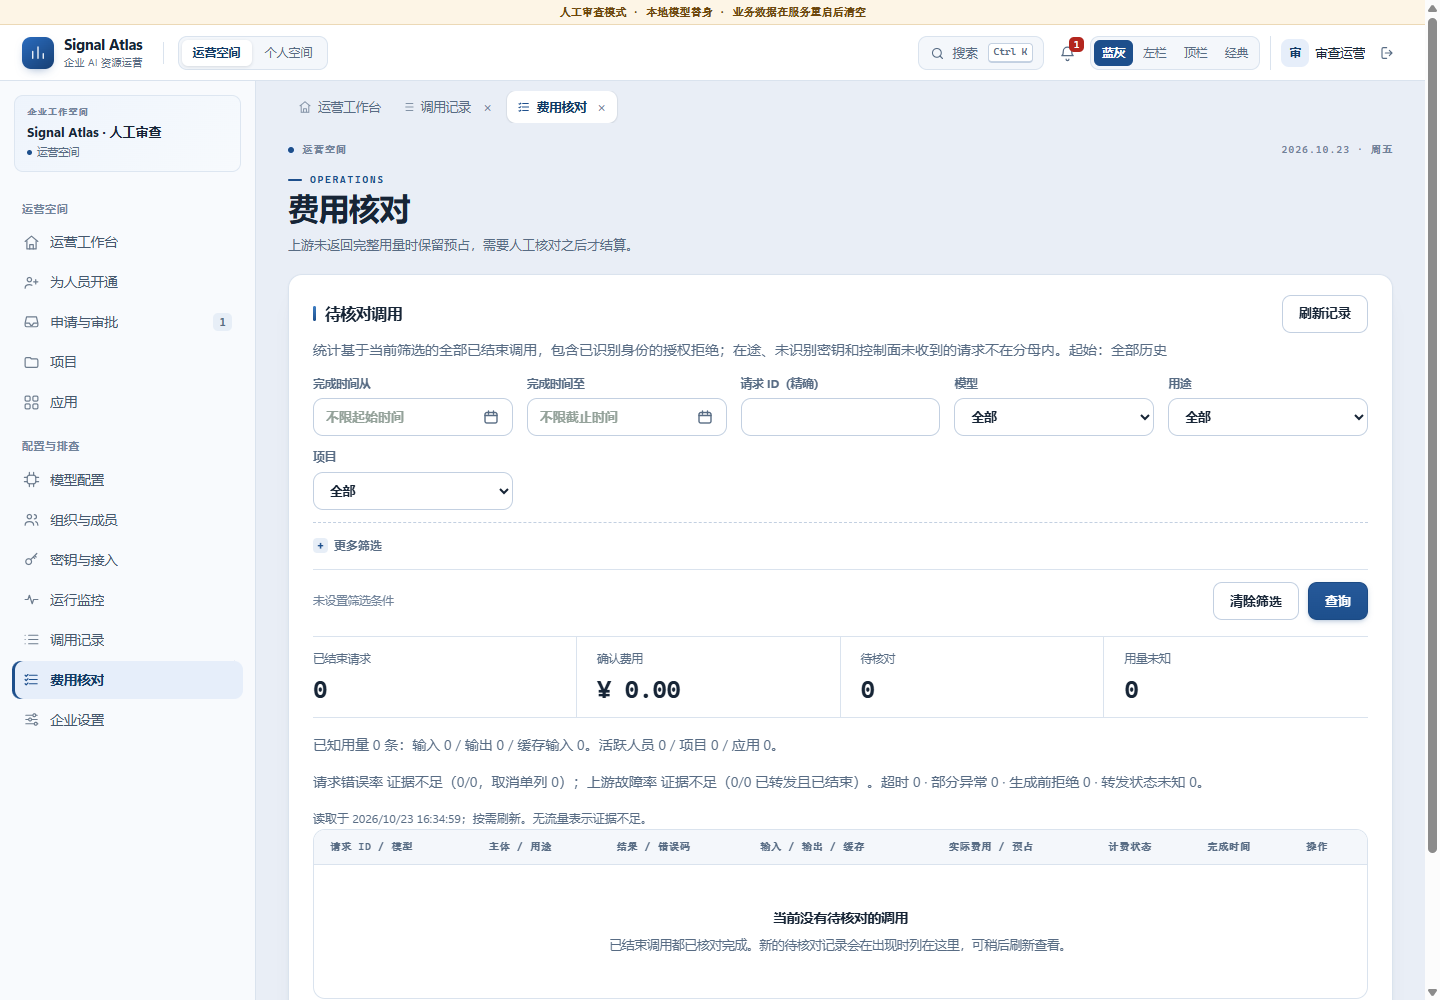 人工审查模式 · 本地模型替身 · 业务数据在服务重启后清空
Signal Atlas
企业 AI 资源运营
运营空间 个人空间
搜索 Ctrl K
1
蓝灰 左栏 顶栏 经典
审 审查运营
企业工作空间
Signal Atlas · 人工审查
运营空间
运营空间
运营工作台
为人员开通
申请与审批 1
项目
应用
配置与排查
模型配置
组织与成员
密钥与接入
运行监控
调用记录
费用核对
企业设置
运营工作台 调用记录 × 费用核对 ×
运营空间 2026.10.23 · 周五
OPERATIONS
费用核对
上游未返回完整用量时保留预占，需要人工核对之后才结算。
待核对调用 刷新记录
统计基于当前筛选的全部已结束调用，包含已识别身份的授权拒绝；在途、未识别密钥和控制面未收到的请求不在分母内。起始：全部历史
完成时间从 完成时间至 请求 ID（精确） 模型 用途
不限起始时间 不限截止时间 全部 全部
项目
全部
+ 更多筛选
未设置筛选条件 清除筛选 查询
已结束请求 确认费用 待核对 用量未知
0 ¥ 0.00 0 0
已知用量 0 条：输入 0 / 输出 0 / 缓存输入 0。活跃人员 0 / 项目 0 / 应用 0。
请求错误率 证据不足（0/0，取消单列 0）；上游故障率 证据不足（0/0 已转发且已结束）。超时 0 · 部分异常 0 · 生成前拒绝 0 · 转发状态未知 0。
读取于 2026/10/23 16:34:59；按需刷新。无流量表示证据不足。
请求 ID / 模型 主体 / 用途 结果 / 错误码 输入 / 输出 / 缓存 实际费用 / 预占 计费状态 完成时间 操作
当前没有待核对的调用
已结束调用都已核对完成。新的待核对记录会在出现时列在这里，可稍后刷新查看。